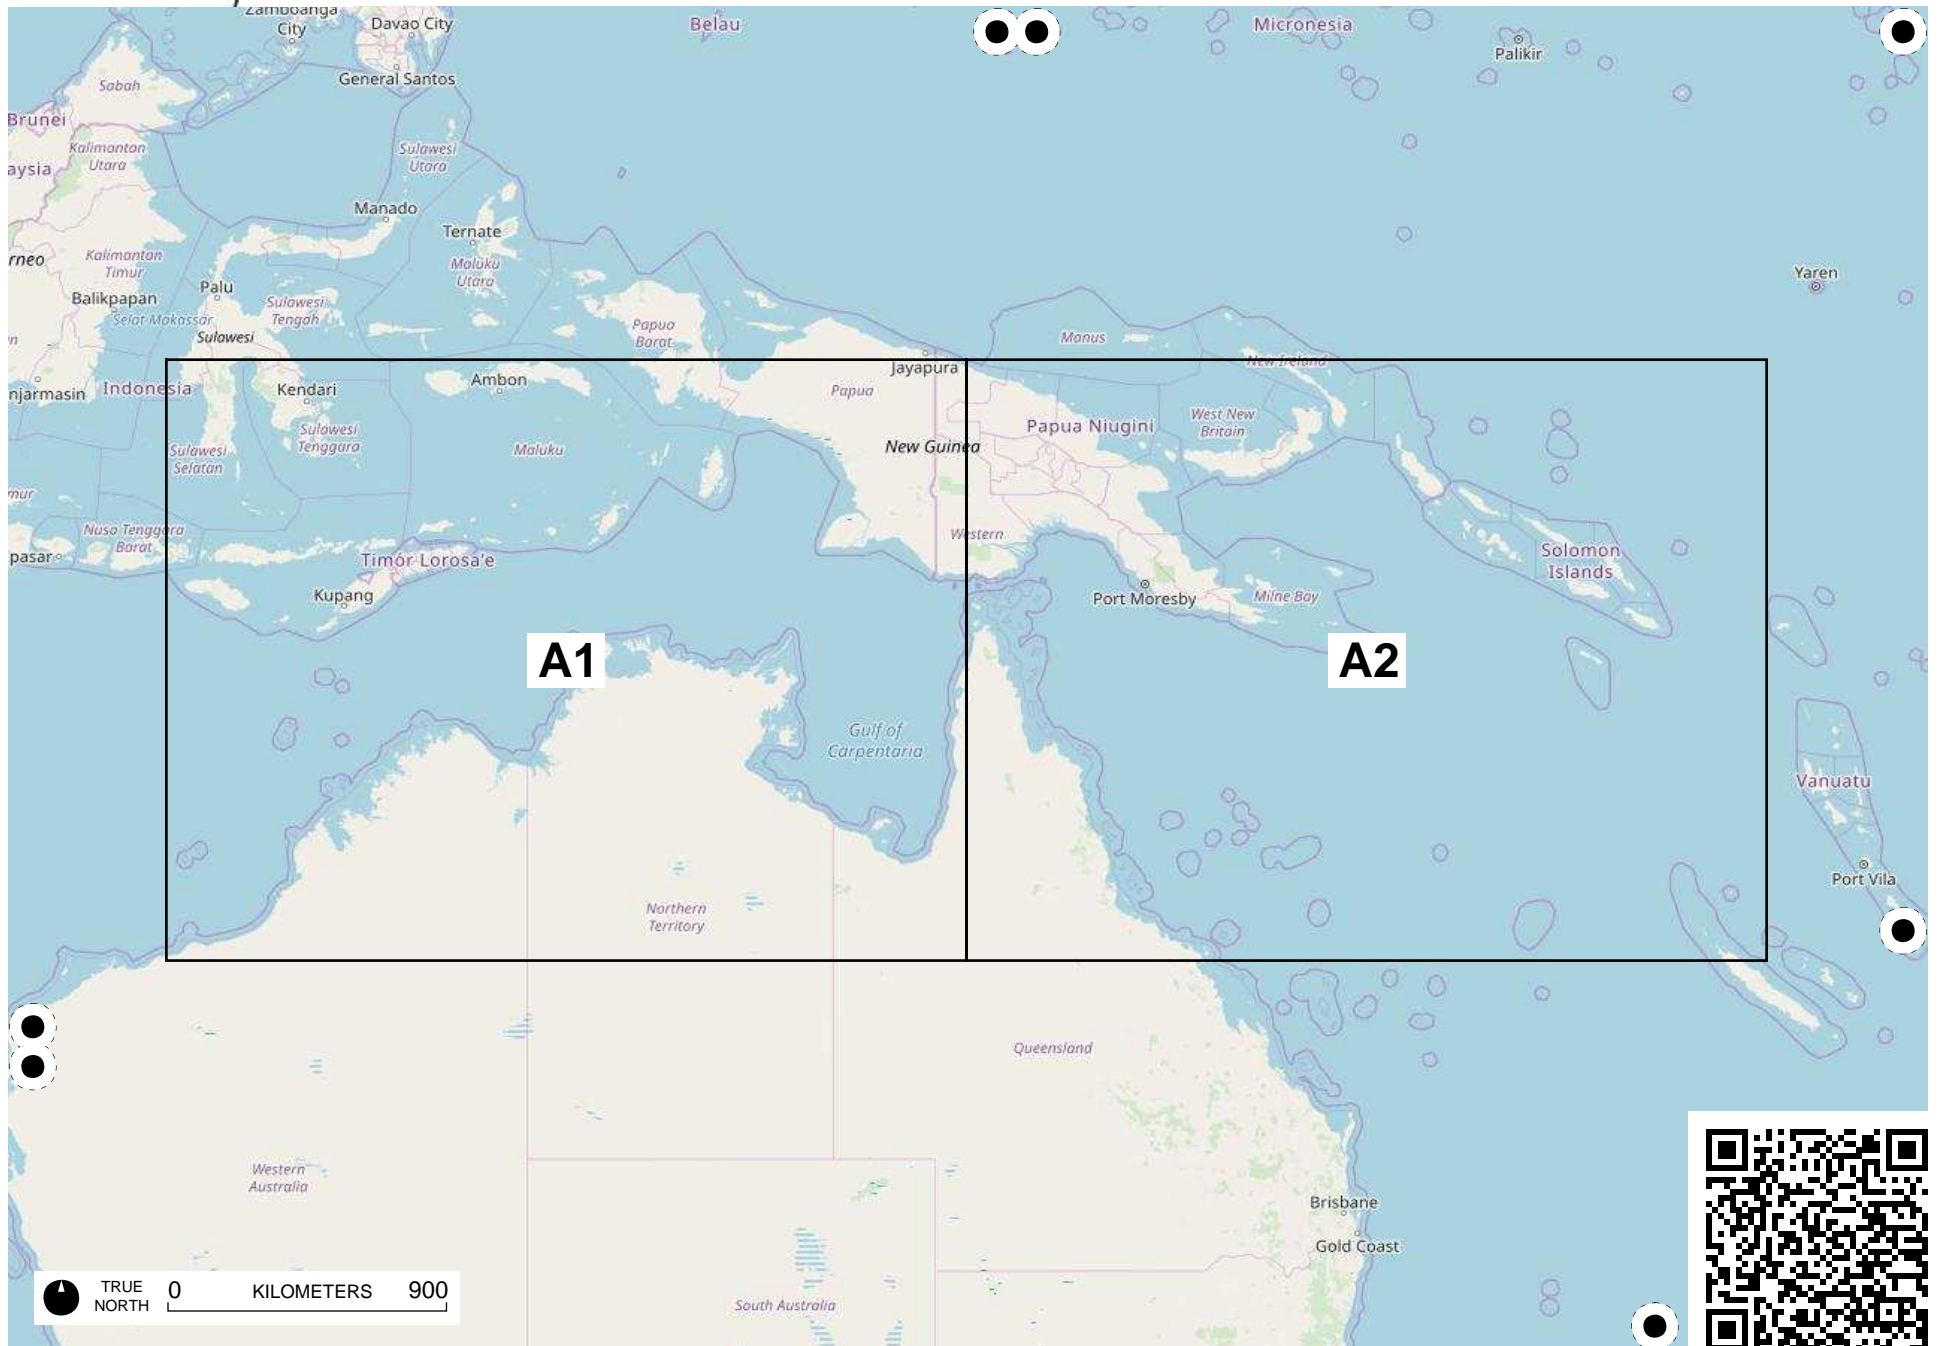 Zamboanga
City
Davao City
Belau
Micronesia
Palikir
General Santos
Sabah
Brunei
Kalimantan
Utara
aysia
Sulawesi
Utara
Manado
Ternate
Maluku
Utara
rneo
Kalimantan
Timur
Yaren
Palu
Balikpapan
Selat Makassar
Sulawesi
Tengah
Sulawesi
Papua
Barat
Manus
New Ireland
Jayapura
Indonesia
njarmasin
Kendari
Ambon
Papua
Papua Niugini
West New
Britain
Sulawesi
Tenggara
Sulawesi
Selatan
Maluku
New Guinea
mur
Nusa Tenggara
Barat
pasar
Timór Lorosa'e
Western
Solomon
Islands
Kupang
Port Moresby
Milne Bay
A1
A2
Gulf of
Carpentaria
Vanuatu
Port Vila
Northern
Territory
Queensland
Western
Australia
Brisbane
Gold Coast
South Australia
TRUE
NORTH
0 KILOMETERS 900